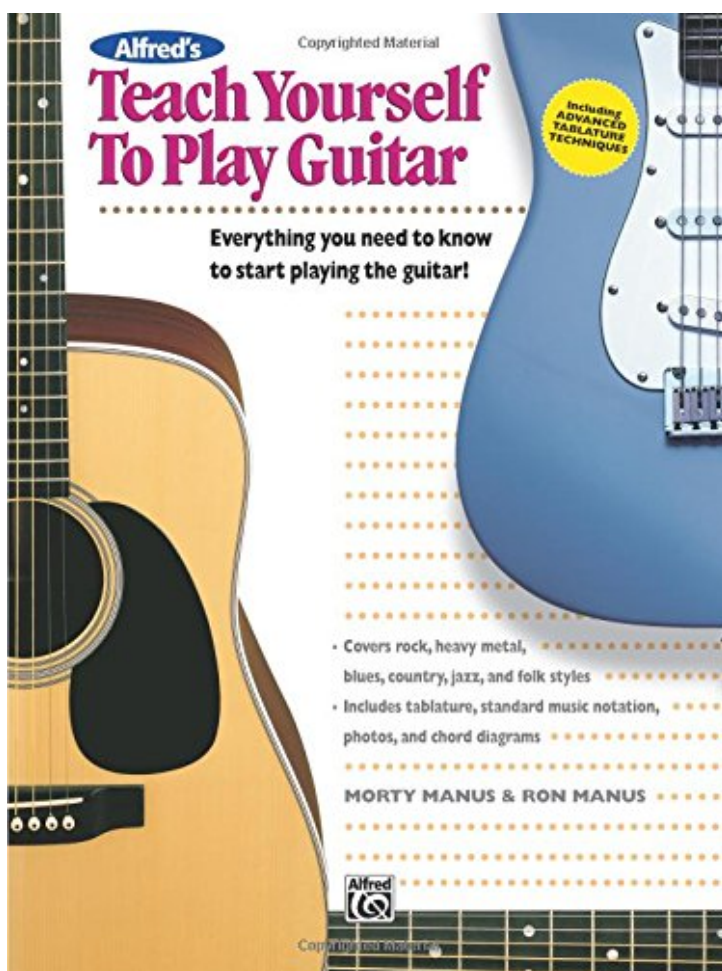 Copyrighted Material
Alfred's
Teach Yourself
To Play Guitar
Including
ADVANCED
TABLATURE
TECHNIQUES
Everything you need to know
to start playing the guitar!
• Covers rock, heavy metal,
blues, country, jazz, and folk styles
• Includes tablature, standard music notation,
photos, and chord diagrams
MORTY MANUS & RON MANUS
Alfred
Copyrighted Material